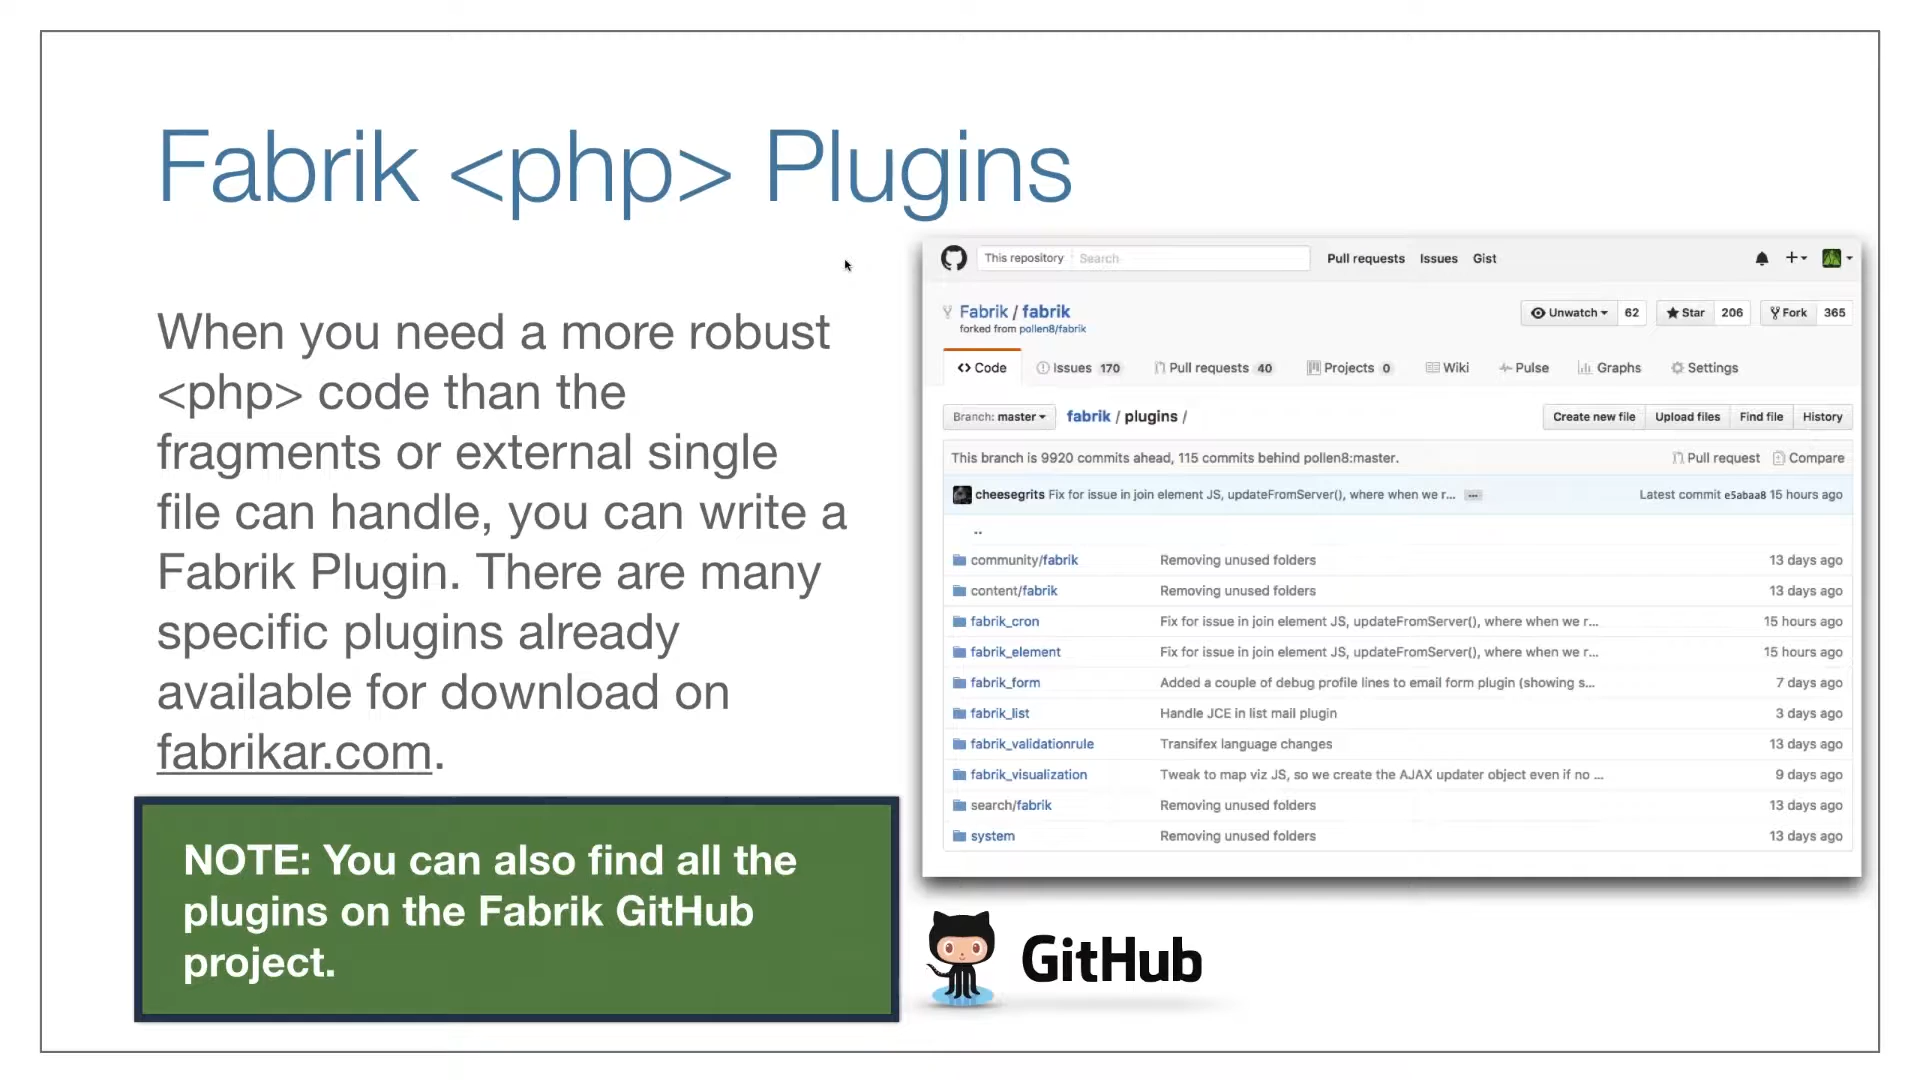 Fabrik <php> Plugins
When you need a more robust
<php> code than the
fragments or external single
file can handle, you can write a
Fabrik Plugin. There are many
specific plugins already
available for download on
fabrikar.com.
NOTE: You can also find all the
plugins on the Fabrik GitHub
project.
This repository Search Pull requests Issues Gist
Fabrik / fabrik Unwatch 62 Star 206 Fork 365
forked from pollen8/fabrik
<> Code Issues 170 Pull requests 40 Projects 0 Wiki Pulse Graphs Settings
Branch: master fabrik / plugins / Create new file Upload files Find file History
This branch is 9920 commits ahead, 115 commits behind pollen8:master. Pull request Compare
cheesegrits Fix for issue in join element JS, updateFromServer(), where when we r... ... Latest commit e5abaa8 15 hours ago
..
community/fabrik Removing unused folders 13 days ago
content/fabrik Removing unused folders 13 days ago
fabrik_cron Fix for issue in join element JS, updateFromServer(), where when we r... 15 hours ago
fabrik_element Fix for issue in join element JS, updateFromServer(), where when we r... 15 hours ago
fabrik_form Added a couple of debug profile lines to email form plugin (showing s... 7 days ago
fabrik_list Handle JCE in list mail plugin 3 days ago
fabrik_validationrule Transifex language changes 13 days ago
fabrik_visualization Tweak to map viz JS, so we create the AJAX updater object even if no ... 9 days ago
search/fabrik Removing unused folders 13 days ago
system Removing unused folders 13 days ago
GitHub